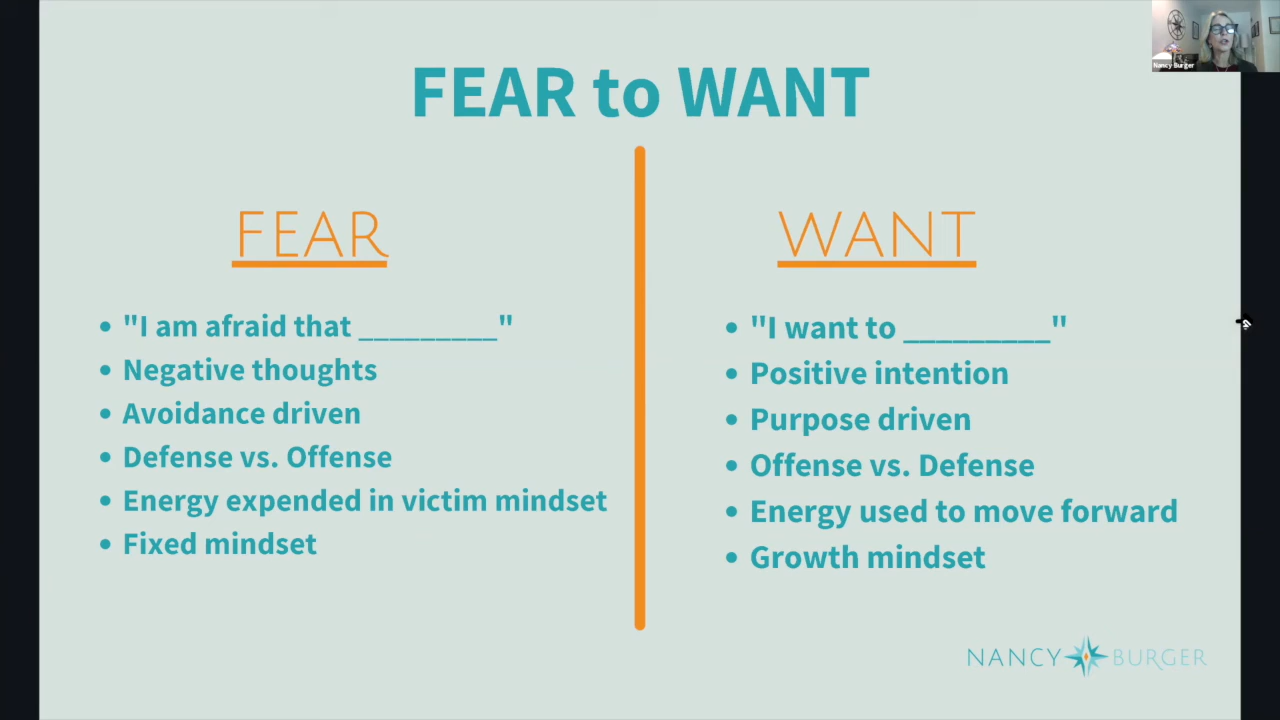 Nancy Burger
FEAR to WANT
FEAR
• "I am afraid that _________"
• Negative thoughts
• Avoidance driven
• Defense vs. Offense
• Energy expended in victim mindset
• Fixed mindset
WANT
• "I want to _________"
• Positive intention
• Purpose driven
• Offense vs. Defense
• Energy used to move forward
• Growth mindset
NANCY BURGER